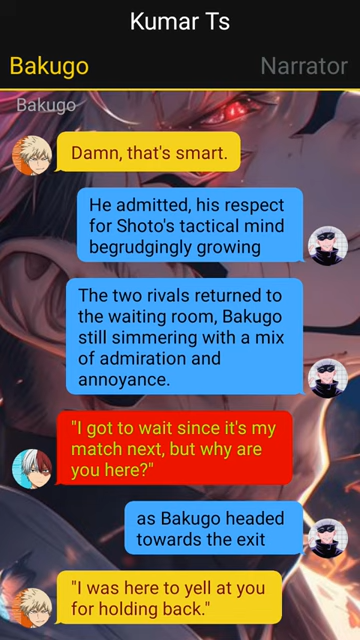 Kumar Ts
Bakugo Narrator
Bakugo
Damn, that's smart.
He admitted, his respect
for Shoto's tactical mind
begrudgingly growing
The two rivals returned to
the waiting room, Bakugo
still simmering with a mix
of admiration and
annoyance.
"I got to wait since it's my
match next, but why are
you here?"
as Bakugo headed
towards the exit
"I was here to yell at you
for holding back."